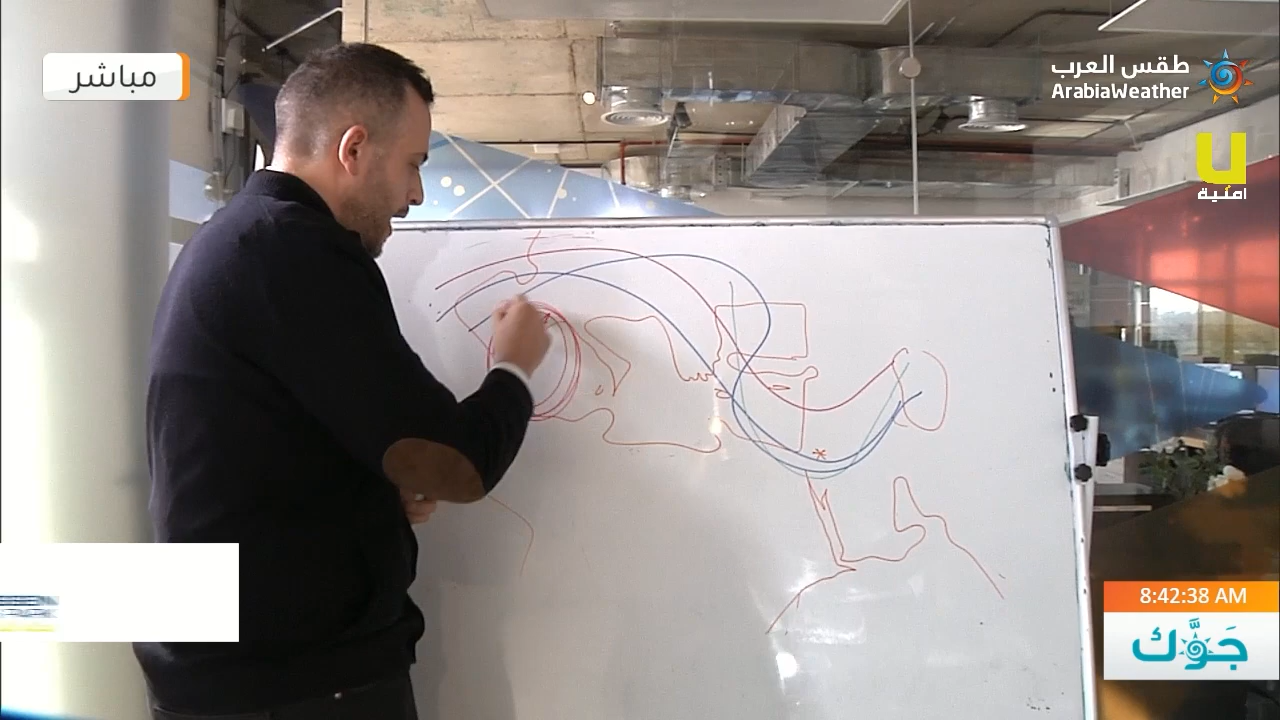 مباشر
طقس العرب
ArabiaWeather
U
امنية
8:42:38 AM
جَوَّك